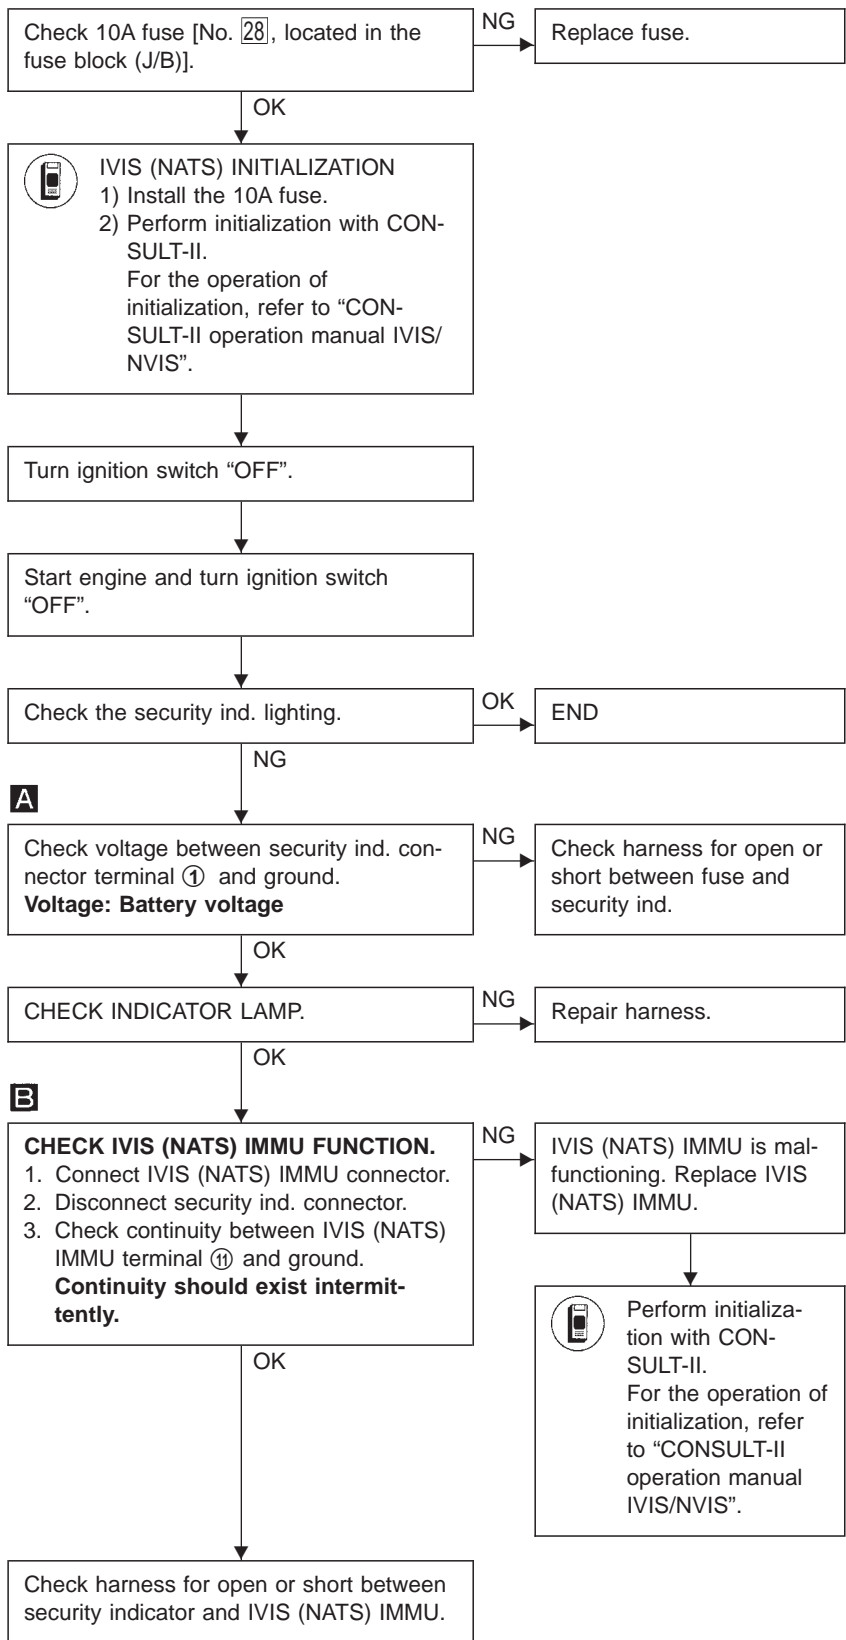 Check 10A fuse [No. 28, located in the
fuse block (J/B)].
NG
Replace fuse.
OK
IVIS (NATS) INITIALIZATION
1) Install the 10A fuse.
2) Perform initialization with CON-
SULT-II.
For the operation of
initialization, refer to “CON-
SULT-II operation manual IVIS/
NVIS”.
Turn ignition switch “OFF”.
Start engine and turn ignition switch
“OFF”.
Check the security ind. lighting.
OK
END
NG
A
Check voltage between security ind. con-
nector terminal ① and ground.
Voltage: Battery voltage
NG
Check harness for open or
short between fuse and
security ind.
OK
CHECK INDICATOR LAMP.
NG
Repair harness.
OK
B
CHECK IVIS (NATS) IMMU FUNCTION.
1. Connect IVIS (NATS) IMMU connector.
2. Disconnect security ind. connector.
3. Check continuity between IVIS (NATS)
IMMU terminal ⑪ and ground.
Continuity should exist intermit-
tently.
NG
IVIS (NATS) IMMU is mal-
functioning. Replace IVIS
(NATS) IMMU.
Perform initializa-
tion with CON-
SULT-II.
For the operation of
initialization, refer
to “CONSULT-II
operation manual
IVIS/NVIS”.
OK
Check harness for open or short between
security indicator and IVIS (NATS) IMMU.